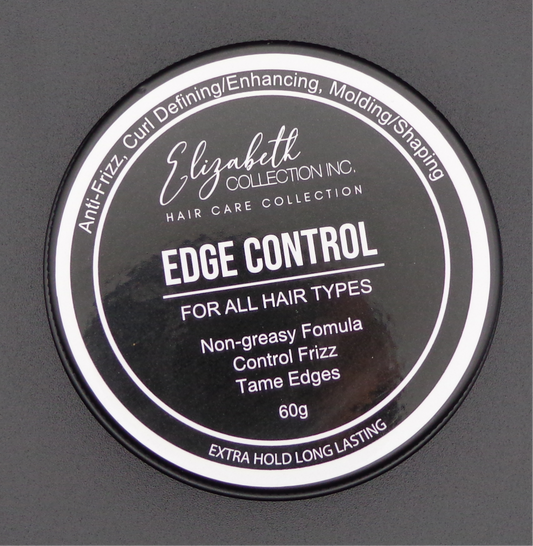 Anti-Frizz, Curl Defining/Enhancing, Molding/Shaping
Elizabeth
COLLECTION INC.
HAIR CARE COLLECTION
EDGE CONTROL
FOR ALL HAIR TYPES
Non-greasy Fomula
Control Frizz
Tame Edges
60g
EXTRA HOLD LONG LASTING